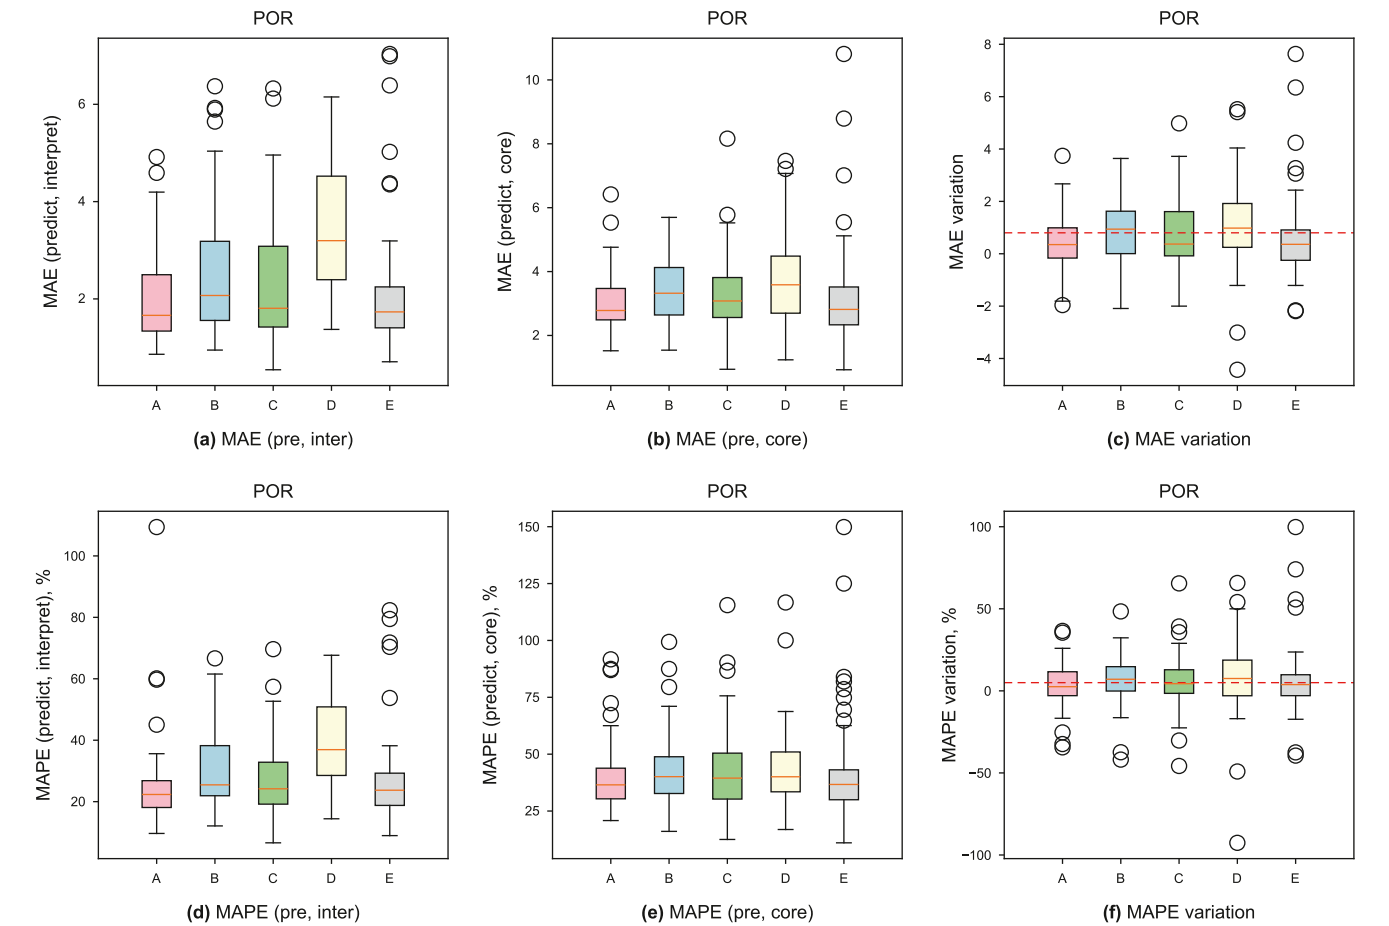 POR
MAE (predict, interpret)
6
4
2
A B C D E
(a) MAE (pre, inter)
POR
MAE (predict, core)
10
8
6
4
2
A B C D E
(b) MAE (pre, core)
POR
MAE variation
8
6
4
2
0
−2
−4
A B C D E
(c) MAE variation
POR
MAPE (predict, interpret), %
100
80
60
40
20
A B C D E
(d) MAPE (pre, inter)
POR
MAPE (predict, core), %
150
125
100
75
50
25
A B C D E
(e) MAPE (pre, core)
POR
MAPE variation, %
100
50
0
−50
−100
A B C D E
(f) MAPE variation